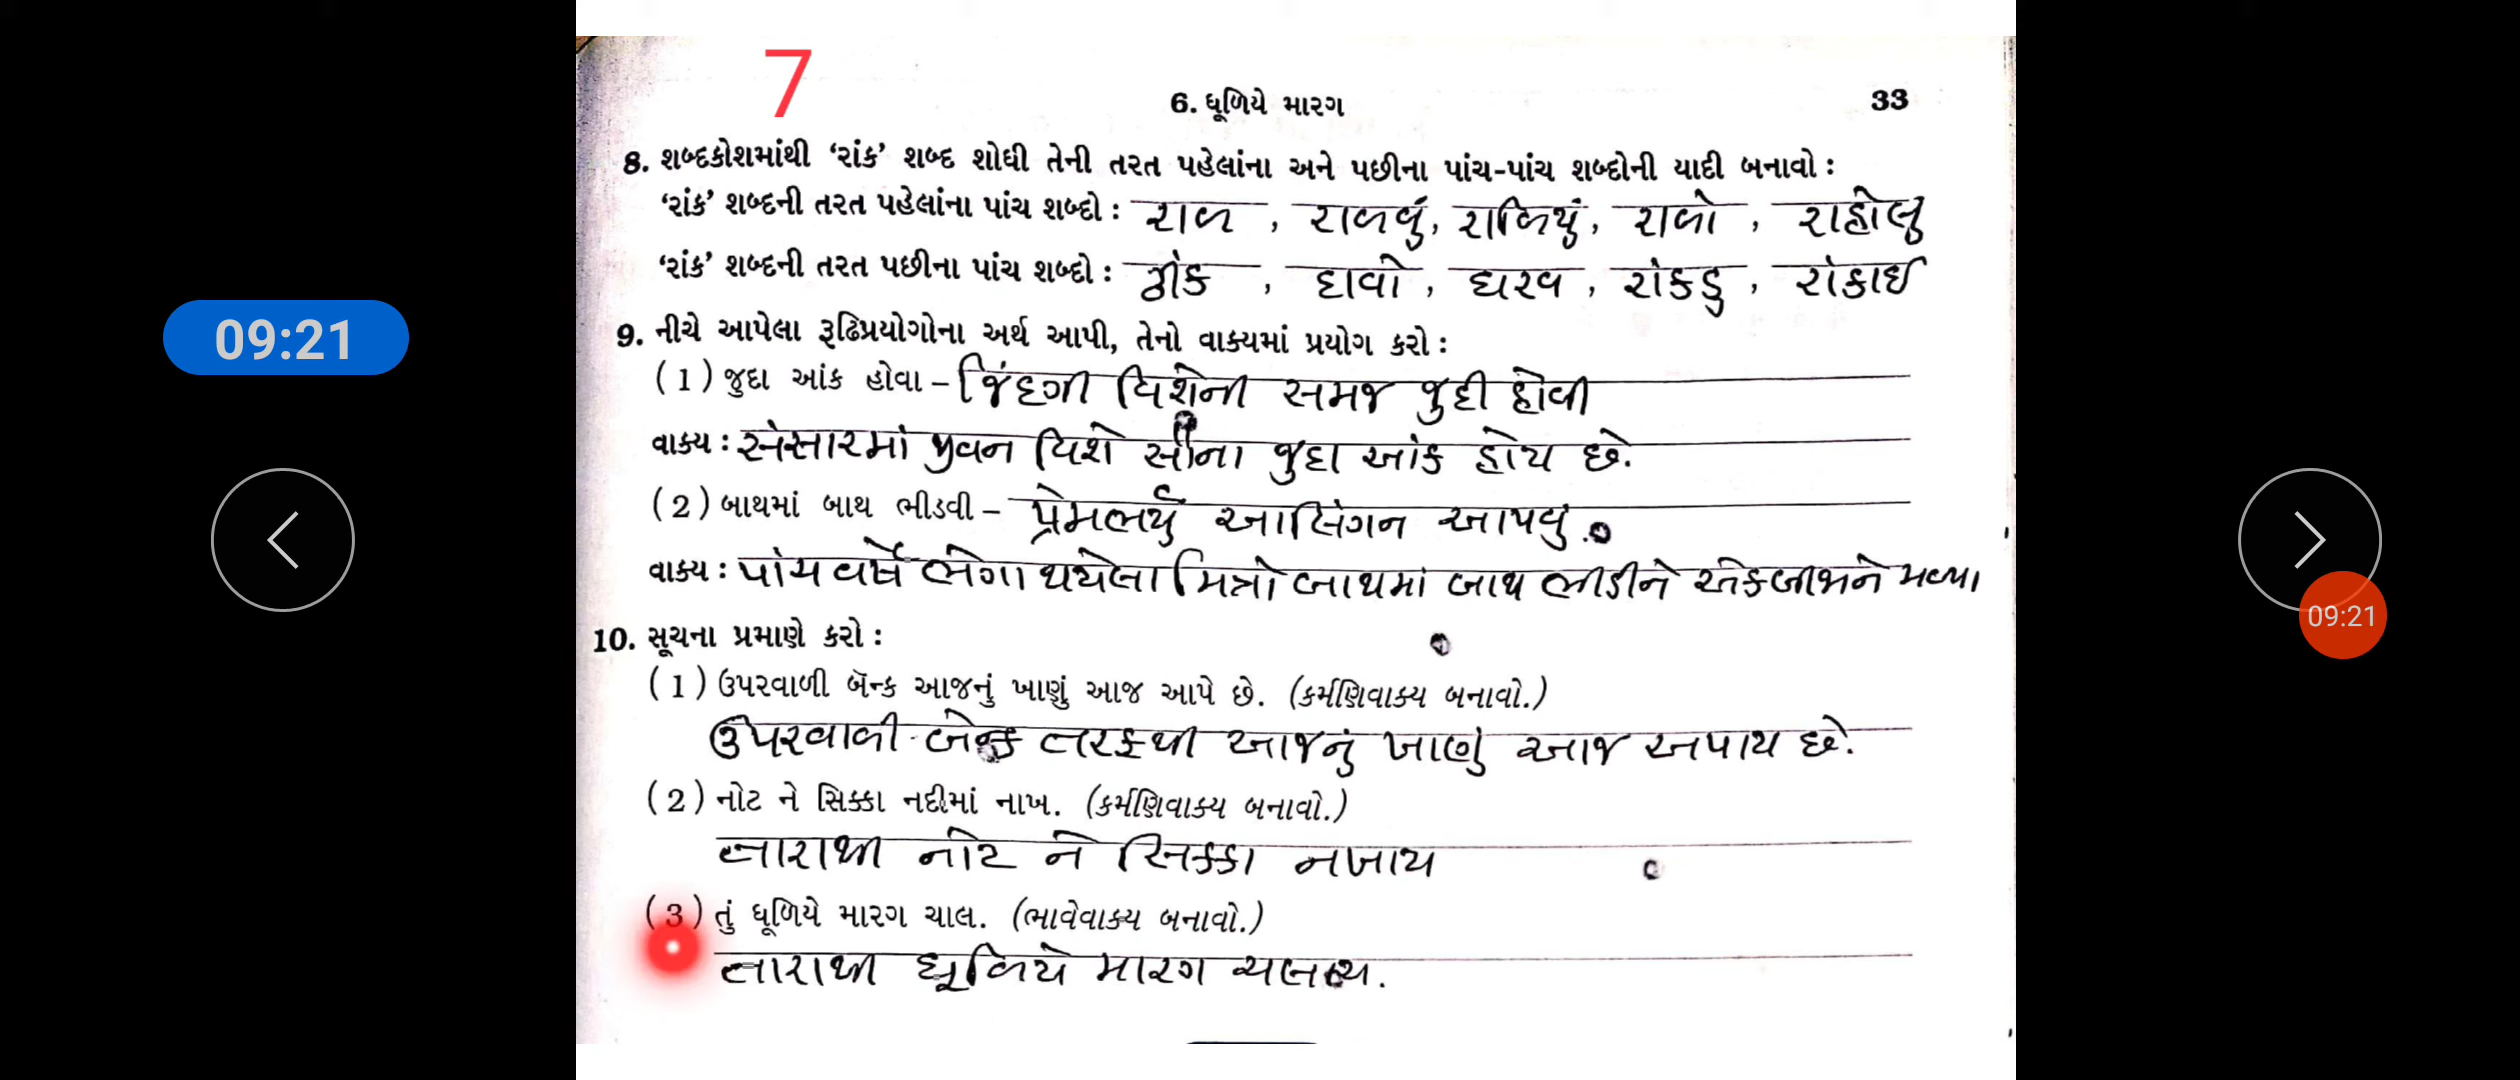 7
6. ધૂળિયે મારગ
33
8. શબ્દકોશમાંથી ‘રાંક’ શબ્દ શોધી તેની તરત પહેલાંના અને પછીના પાંચ-પાંચ શબ્દોની યાદી બનાવો :
‘રાંક’ શબ્દની તરત પહેલાંના પાંચ શબ્દો : રાળ , રાળવું, રાળિયું, રાળો , રાહોલુ
‘રાંક’ શબ્દની તરત પછીના પાંચ શબ્દો : , દાવો , ઘરવ , રાંકડુ , રાંકાઈ
9. નીચે આપેલા રૂઢિપ્રયોગોના અર્થ આપી, તેનો વાક્યમાં પ્રયોગ કરો :
(1) જુદા આંક હોવા – જિંદગી વિશેની સમજ જુદી હોવી
વાક્ય : સંસારમાં જીવન વિશે સૌના જુદા આંક હોય છે.
(2) બાથમાં બાથ ભીડવી – પ્રેમભર્યું આલિંગન આપવુ.
વાક્ય : પાંચ વર્ષે ભેગા થયેલા મિત્રો બાથમાં બાથ ભીડીને એકબીજાને મળ્યા
10. સૂચના પ્રમાણે કરો :
(1) ઉપરવાળી બૅન્ક આજનું ખાણું આજ આપે છે. (કર્મણિવાક્ય બનાવો.)
ઉપરવાળી બેન્ક તરફથી આજનું ખાણું આજ અપાય છે.
(2) નોટ ને સિક્કા નદીમાં નાખ. (કર્મણિવાક્ય બનાવો.)
તારાથી નોટ ને સિક્કા નખાય
(3) તું ધૂળિયે મારગ ચાલ. (ભાવેવાક્ય બનાવો.)
તારાથી ધૂળિયે મારગ ચલાય.
09:21
09:21